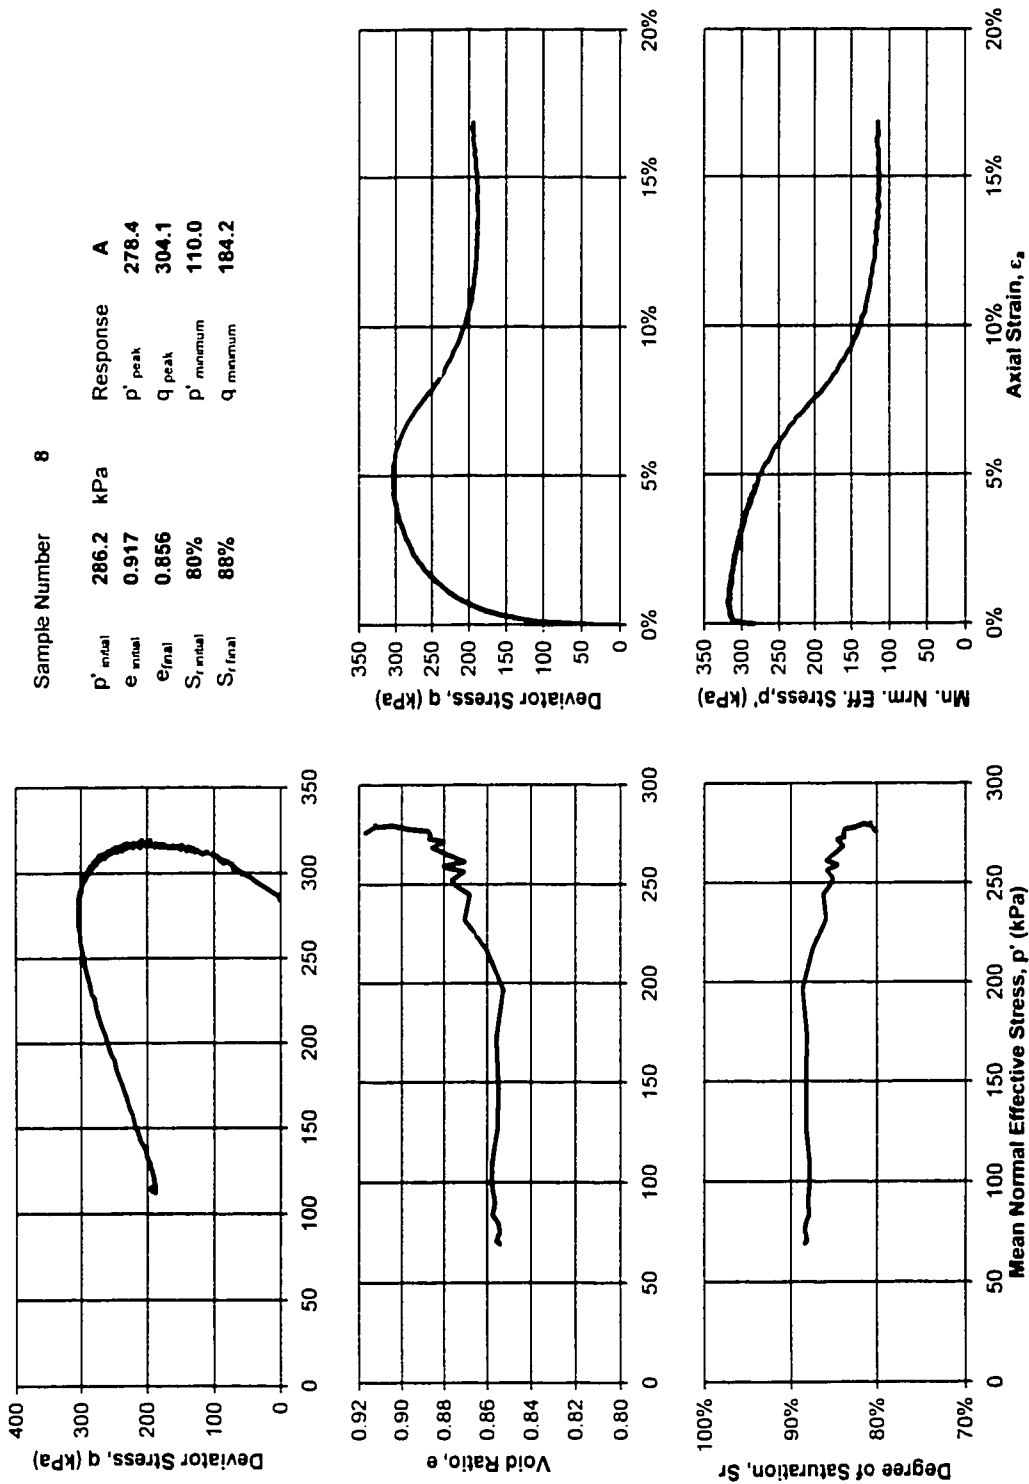 Sample Number 8
p' initial 286.2 kPa Response A
e initial 0.917 p' peak 278.4
e final 0.856 q peak 304.1
Sr initial 80% p' minimum 110.0
Sr final 88% q minimum 184.2
Deviator Stress, q (kPa)
400
300
200
100
0
0 50 100 150 200 250 300 350
Void Ratio, e
0.92
0.90
0.88
0.86
0.84
0.82
0.80
0 50 100 150 200 250 300
Degree of Saturation, Sr
100%
90%
80%
70%
0 50 100 150 200 250 300
Mean Normal Effective Stress, p' (kPa)
Deviator Stress, q (kPa)
350
300
250
200
150
100
50
0
0% 5% 10% 15% 20%
Mn. Nrm. Eff. Stress,p' (kPa)
350
300
250
200
150
100
50
0
0% 5% 10% 15% 20%
Axial Strain, εa